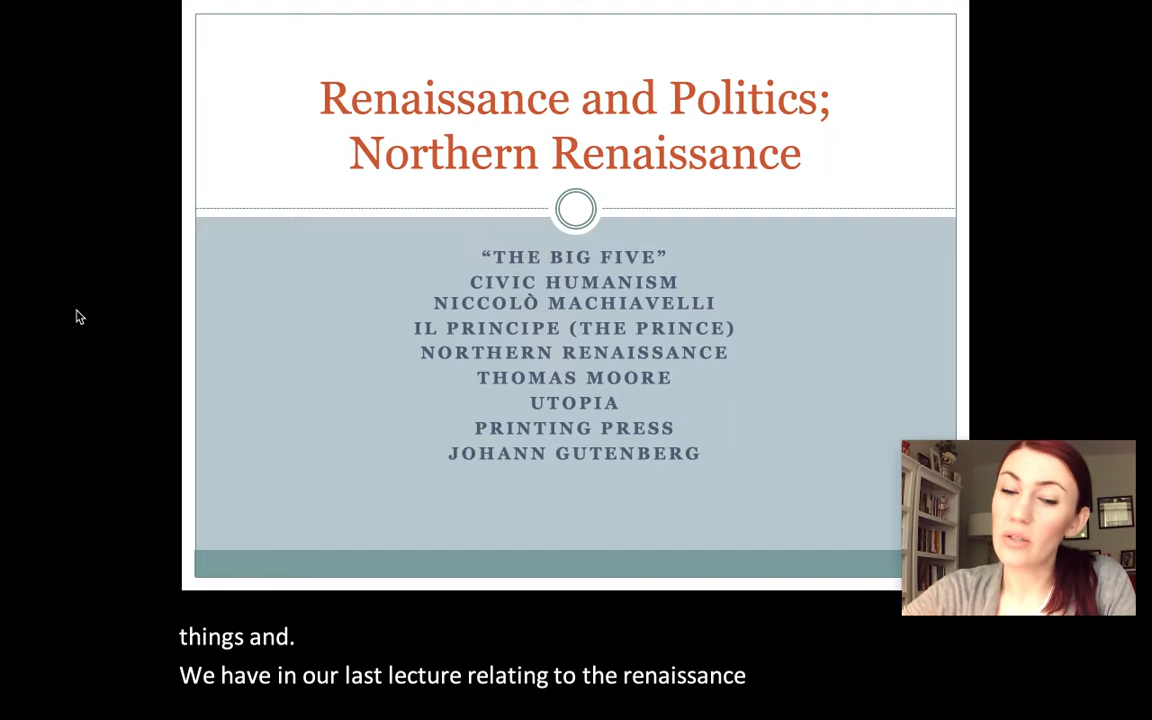 Renaissance and Politics;
Northern Renaissance
“THE BIG FIVE”
CIVIC HUMANISM
NICCOLÒ MACHIAVELLI
IL PRINCIPE (THE PRINCE)
NORTHERN RENAISSANCE
THOMAS MOORE
UTOPIA
PRINTING PRESS
JOHANN GUTENBERG
things and.
We have in our last lecture relating to the renaissance